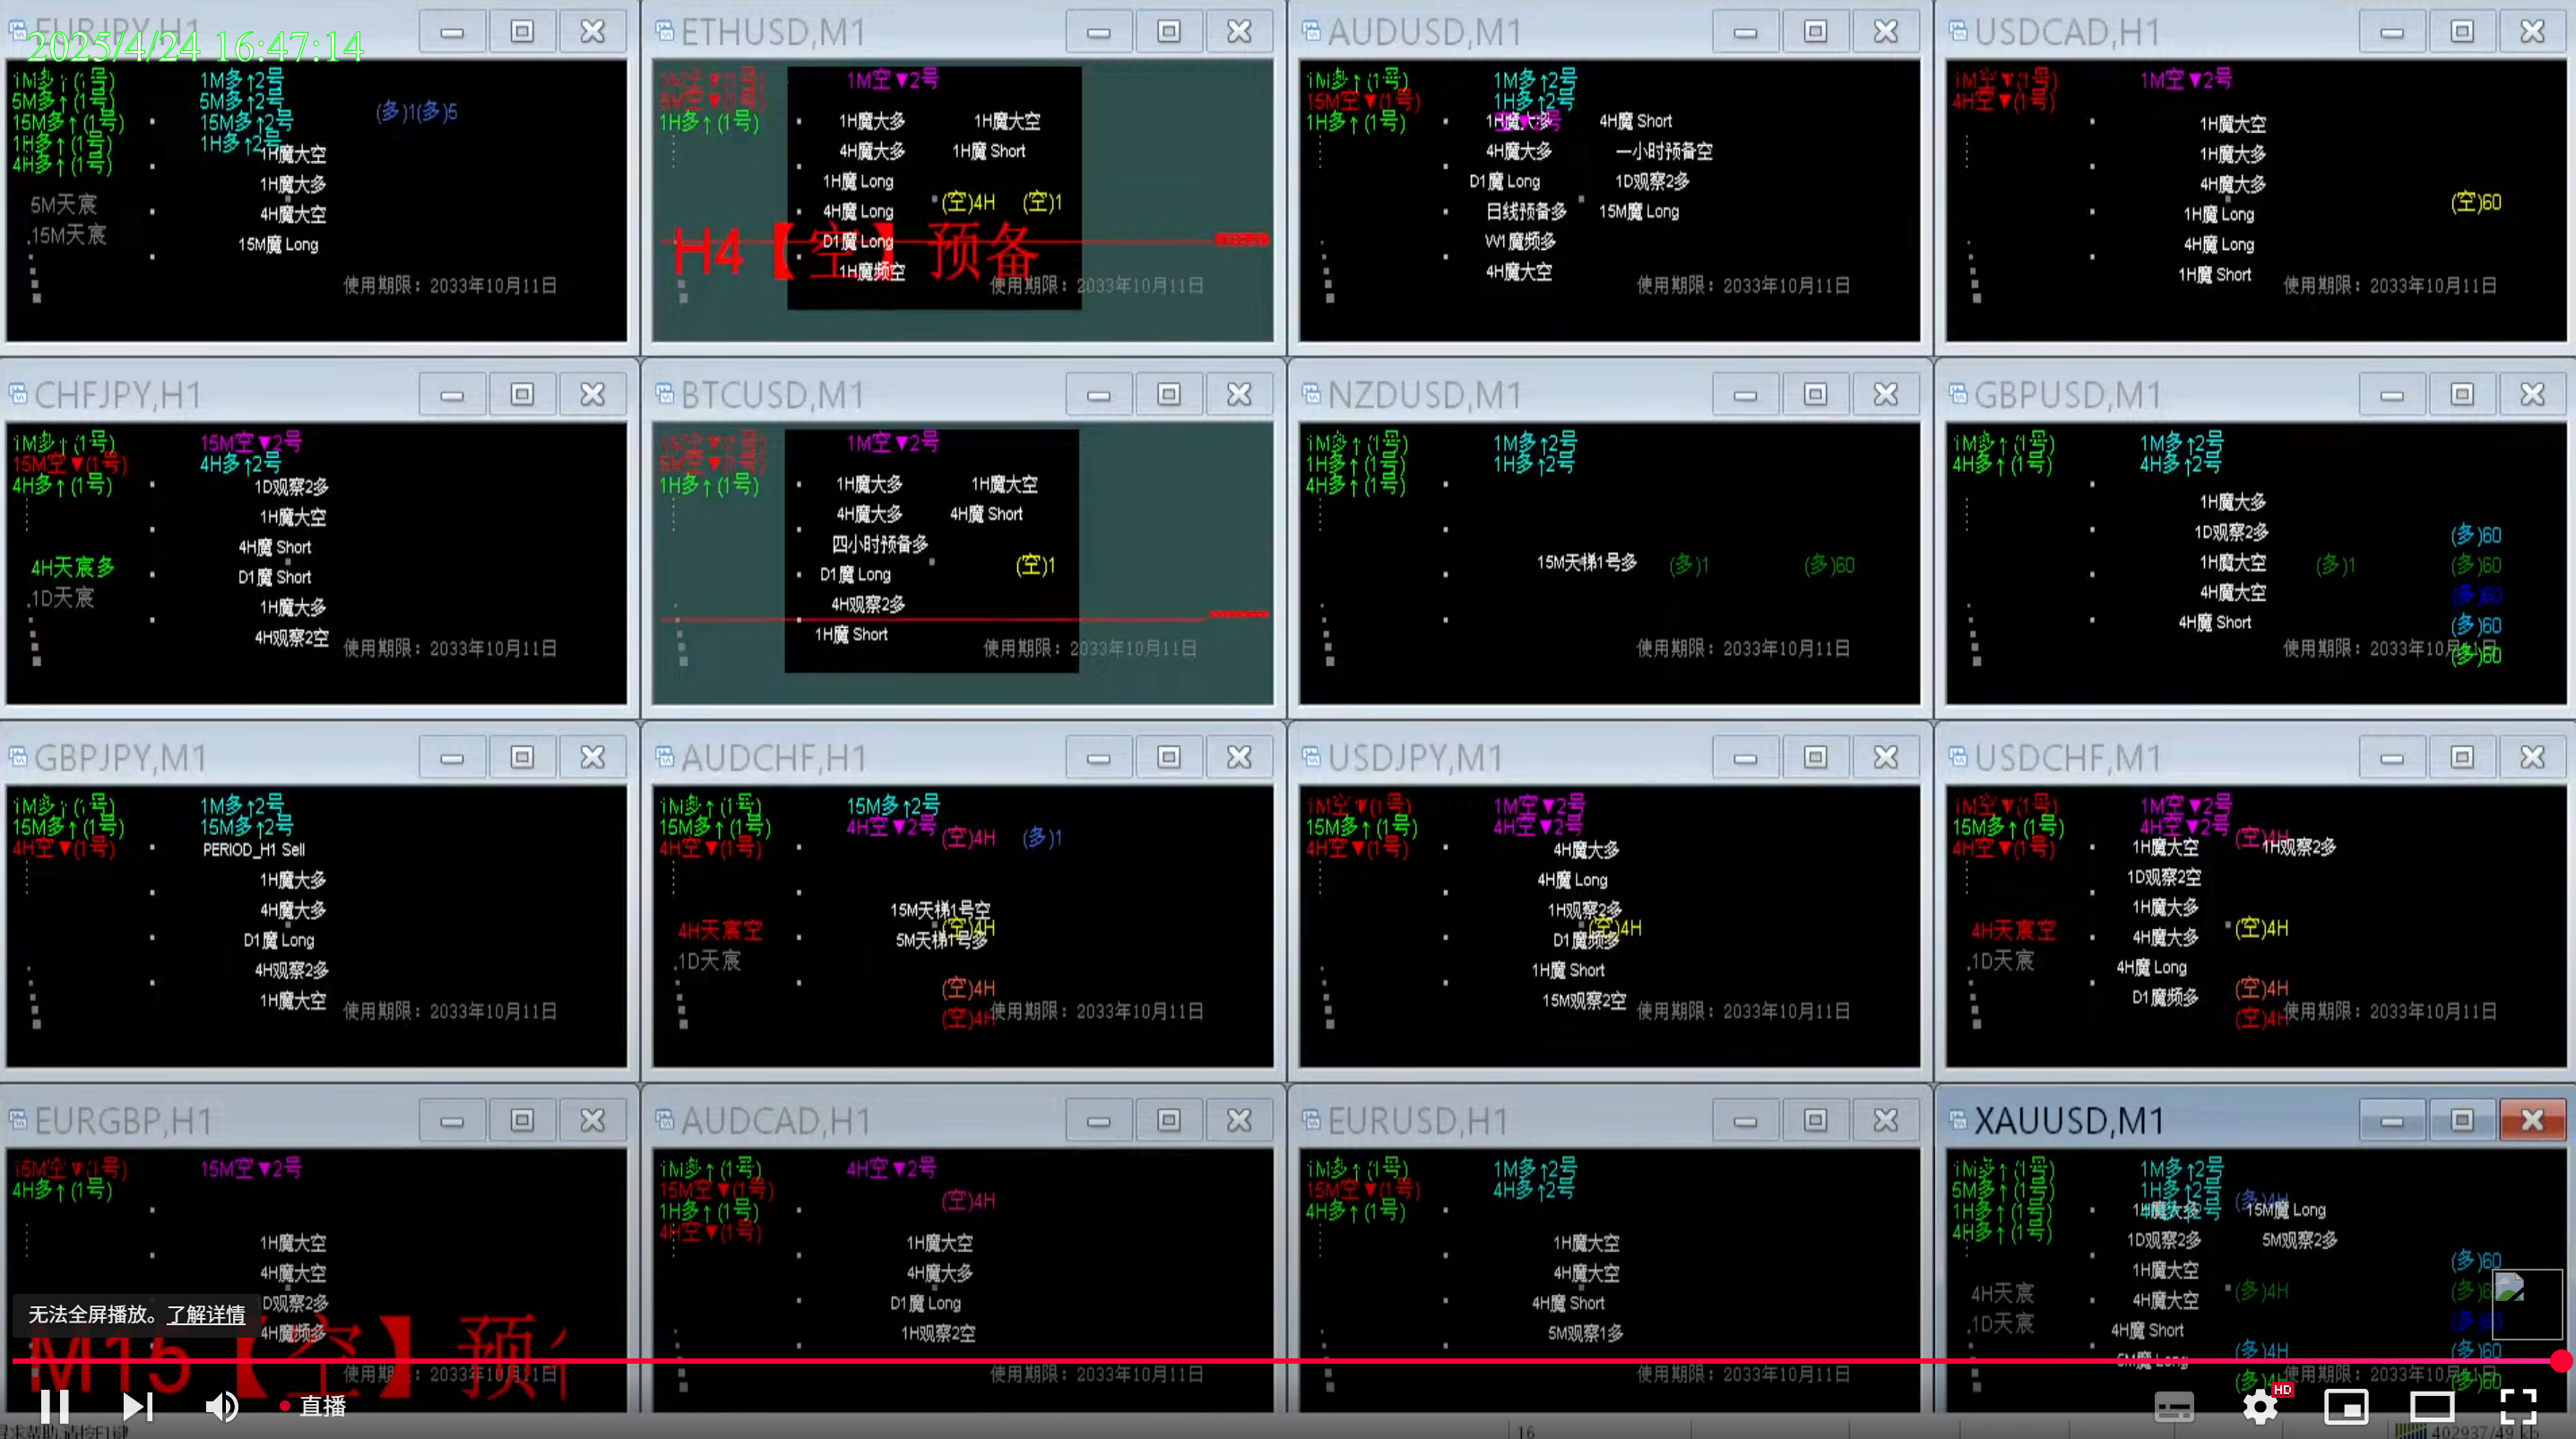 EURJPY,H1
2025/4/24 16:47:14
1M多↑(1号)
5M多↑(1号)
15M多↑(1号)
1H多↑(1号)
4H多↑(1号)
1M多↑2号
5M多↑2号
15M多↑2号
1H多↑2号
(多)1(多)5
1H魔大空
1H魔大多
4H魔大空
15M魔 Long
5M天宸
.15M天宸
使用期限：2033年10月11日
ETHUSD,M1
1H多↑(1号)
1M空▼2号
1H魔大多
4H魔大多
1H魔 Long
4H魔 Long
D1魔 Long
1H魔频空
1H魔大空
1H魔 Short
(空)4H
(空)1
H4【空】预备
使用期限：2033年10月11日
AUDUSD,M1
1M多↑(1号)
15M空▼(1号)
1H多↑(1号)
1M多↑2号
1H多↑2号
1H魔大多
4H魔大多
D1魔 Long
日线预备多
W1魔频多
4H魔大空
4H魔 Short
一小时预备空
1D观察2多
15M魔 Long
使用期限：2033年10月11日
USDCAD,H1
1M空▼(1号)
4H空▼(1号)
1M空▼2号
1H魔大空
1H魔大多
4H魔大多
1H魔 Long
4H魔 Long
1H魔 Short
(空)60
使用期限：2033年10月11日
CHFJPY,H1
1M多↑(1号)
15M空▼(1号)
4H多↑(1号)
15M空▼2号
4H多↑2号
1D观察2多
1H魔大空
4H魔 Short
D1魔 Short
1H魔大多
4H观察2空
4H天宸多
.1D天宸
使用期限：2033年10月11日
BTCUSD,M1
1H多↑(1号)
1M空▼2号
1H魔大多
4H魔大多
四小时预备多
D1魔 Long
4H观察2多
1H魔 Short
1H魔大空
4H魔 Short
(空)1
使用期限：2033年10月11日
NZDUSD,M1
1M多↑(1号)
1H多↑(1号)
4H多↑(1号)
1M多↑2号
1H多↑2号
15M天梯1号多
(多)1
(多)60
使用期限：2033年10月11日
GBPUSD,M1
1M多↑(1号)
4H多↑(1号)
1M多↑2号
4H多↑2号
1H魔大多
1D观察2多
1H魔大空
4H魔大空
4H魔 Short
(多)1
(多)60
(多)60
(多)60
(多)60
(多)60
使用期限：2033年10月11日
GBPJPY,M1
1M多↑(1号)
15M多↑(1号)
4H空▼(1号)
1M多↑2号
15M多↑2号
PERIOD_H1 Sell
1H魔大多
4H魔大多
D1魔 Long
4H观察2多
1H魔大空
使用期限：2033年10月11日
AUDCHF,H1
1M多↑(1号)
15M多↑(1号)
4H空▼(1号)
15M多↑2号
4H空▼2号
(空)4H
(多)1
15M天梯1号空
(空)4H
5M天梯1号多
4H天宸空
.1D天宸
(空)4H
(空)4H
使用期限：2033年10月11日
USDJPY,M1
1M空▼(1号)
15M多↑(1号)
4H空▼(1号)
1M空▼2号
4H空▼2号
4H魔大多
4H魔 Long
1H观察2多
(空)4H
D1魔频多
1H魔 Short
15M观察2空
使用期限：2033年10月11日
USDCHF,M1
1M空▼(1号)
15M多↑(1号)
4H空▼(1号)
1M空▼2号
4H空▼2号
(空)4H
1H魔大空
1H观察2多
1D观察2空
1H魔大多
4H魔大多
4H魔 Long
D1魔频多
4H天宸空
.1D天宸
(空)4H
(空)4H
(空)4H
使用期限：2033年10月11日
EURGBP,H1
15M空▼(1号)
4H多↑(1号)
15M空▼2号
1H魔大空
4H魔大空
1D观察2多
4H魔频多
M15【空】预
使用期限：2033年10月11日
AUDCAD,H1
1M多↑(1号)
15M空▼(1号)
1H多↑(1号)
4H空▼(1号)
4H空▼2号
(空)4H
1H魔大空
4H魔大多
D1魔 Long
1H观察2空
使用期限：2033年10月11日
EURUSD,H1
1M多↑(1号)
15M空▼(1号)
4H多↑(1号)
1M多↑2号
4H多↑2号
1H魔大空
4H魔大空
4H魔 Short
5M观察1多
使用期限：2033年10月11日
XAUUSD,M1
1M多↑(1号)
5M多↑(1号)
1H多↑(1号)
4H多↑(1号)
1M多↑2号
1H多↑2号
(多)4H
15M魔 Long
1D观察2多
5M观察2多
1H魔大空
4H魔大空
4H魔 Short
5M魔 Long
4H天宸
.1D天宸
(多)60
(多)4H
(多)4H
(多)60
(多)60
使用期限：2033年10月11日
无法全屏播放。了解详情
直播
HD
16
402937/49 kb